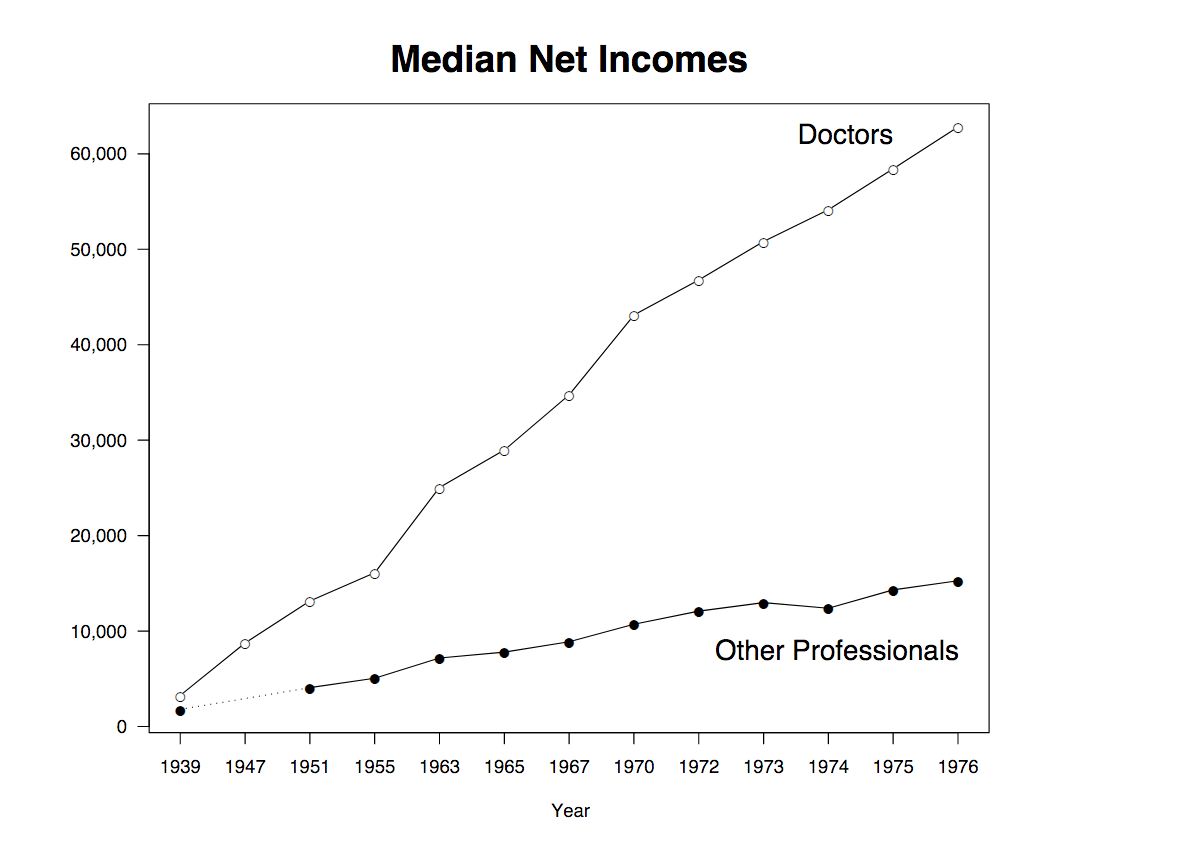 Median Net Incomes
Doctors
60,000
50,000
40,000
30,000
20,000
10,000
Other Professionals
0
1939 1947 1951 1955 1963 1965 1967 1970 1972 1973 1974 1975 1976
Year